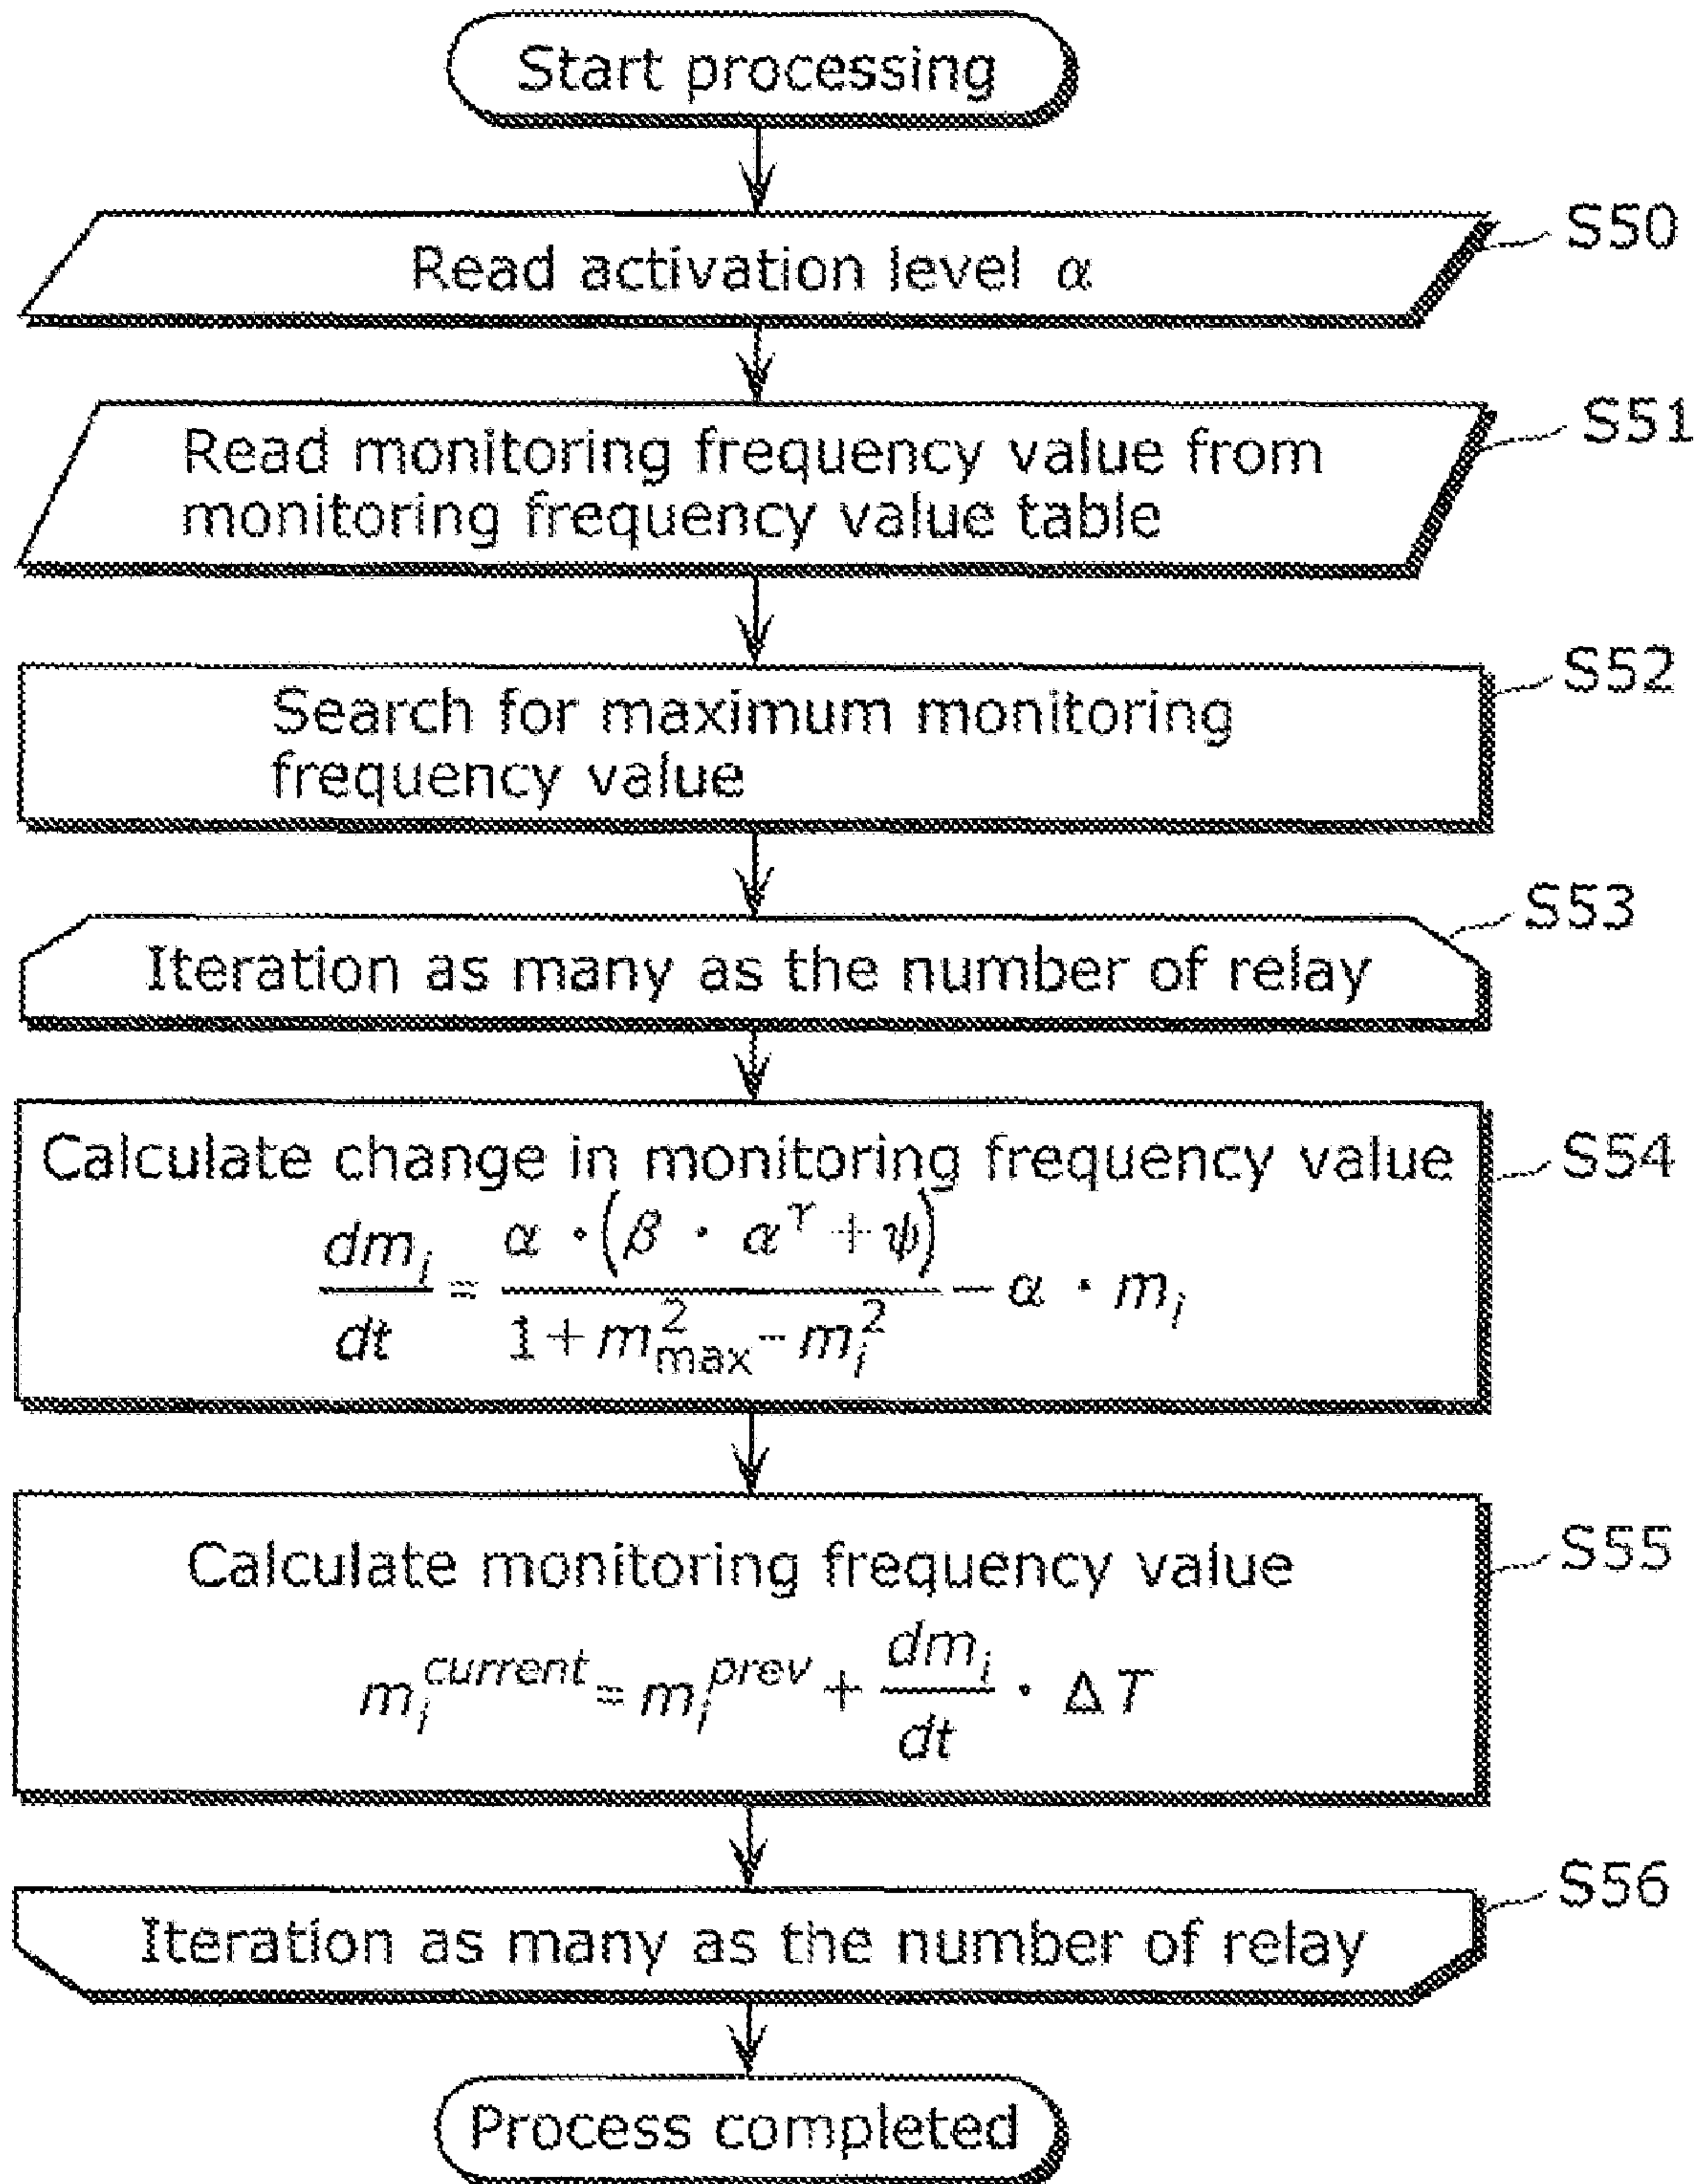 Start processing
S50
Read activation level α
S51
Read monitoring frequency value from
monitoring frequency value table
S52
Search for maximum monitoring
frequency value
S53
Iteration as many as the number of relay
S54
Calculate change in monitoring frequency value
dm_i/dt = α · (β · α^γ + ψ) / (1 + m_max^2 - m_i^2) - α · m_i
S55
Calculate monitoring frequency value
m_i^current = m_i^prev + dm_i/dt · ΔT
S56
Iteration as many as the number of relay
Process completed